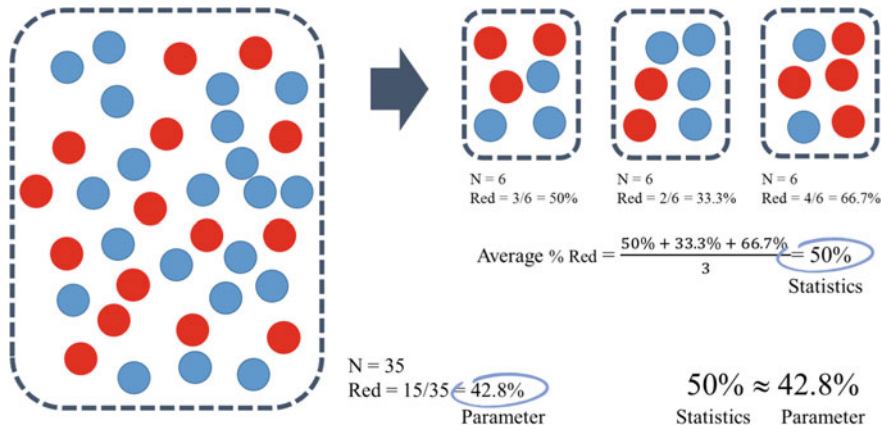 N = 6
Red = 3/6 = 50%
N = 6
Red = 2/6 = 33.3%
N = 6
Red = 4/6 = 66.7%
Average % Red = 50% + 33.3% + 66.7% / 3 = 50%
Statistics
N = 35
Red = 15/35 = 42.8%
Parameter
50% ≈ 42.8%
Statistics Parameter